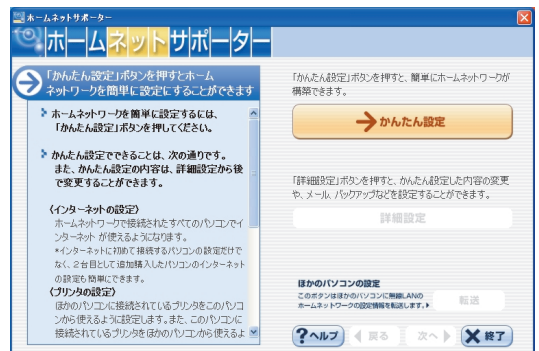 ホームネットサポーター
ホームネットサポーター
「かんたん設定」ボタンを押すとホーム
ネットワークを簡単に設定にすることができます
ホームネットワークを簡単に設定するには、
「かんたん設定」ボタンを押してください。
かんたん設定でできることは、次の通りです。
また、かんたん設定の内容は、詳細設定から後
で変更することができます。
〈インターネットの設定〉
ホームネットワークで接続されたすべてのパソコンでイ
ンターネット が使えるようになります。
*インターネットに初めて接続するパソコンの設定だけで
なく、2台目として追加購入したパソコンのインターネット
の設定も簡単にできます。
〈プリンタの設定〉
ほかのパソコンに接続されているプリンタをこのパソコ
ンから使えるように設定します。また、このパソコンに
接続されているプリンタをほかのパソコンから使えるよ
「かんたん設定」ボタンを押すと、簡単にホームネットワークが
構築できます。
かんたん設定
「詳細設定」ボタンを押すと、かんたん設定した内容の変更
や、メール、バックアップなどを設定することができます。
詳細設定
ほかのパソコンの設定
このボタンはほかのパソコンに無線LANの
ホームネットワークの設定情報を転送します。
転送
?ヘルプ
戻る
次へ
終了